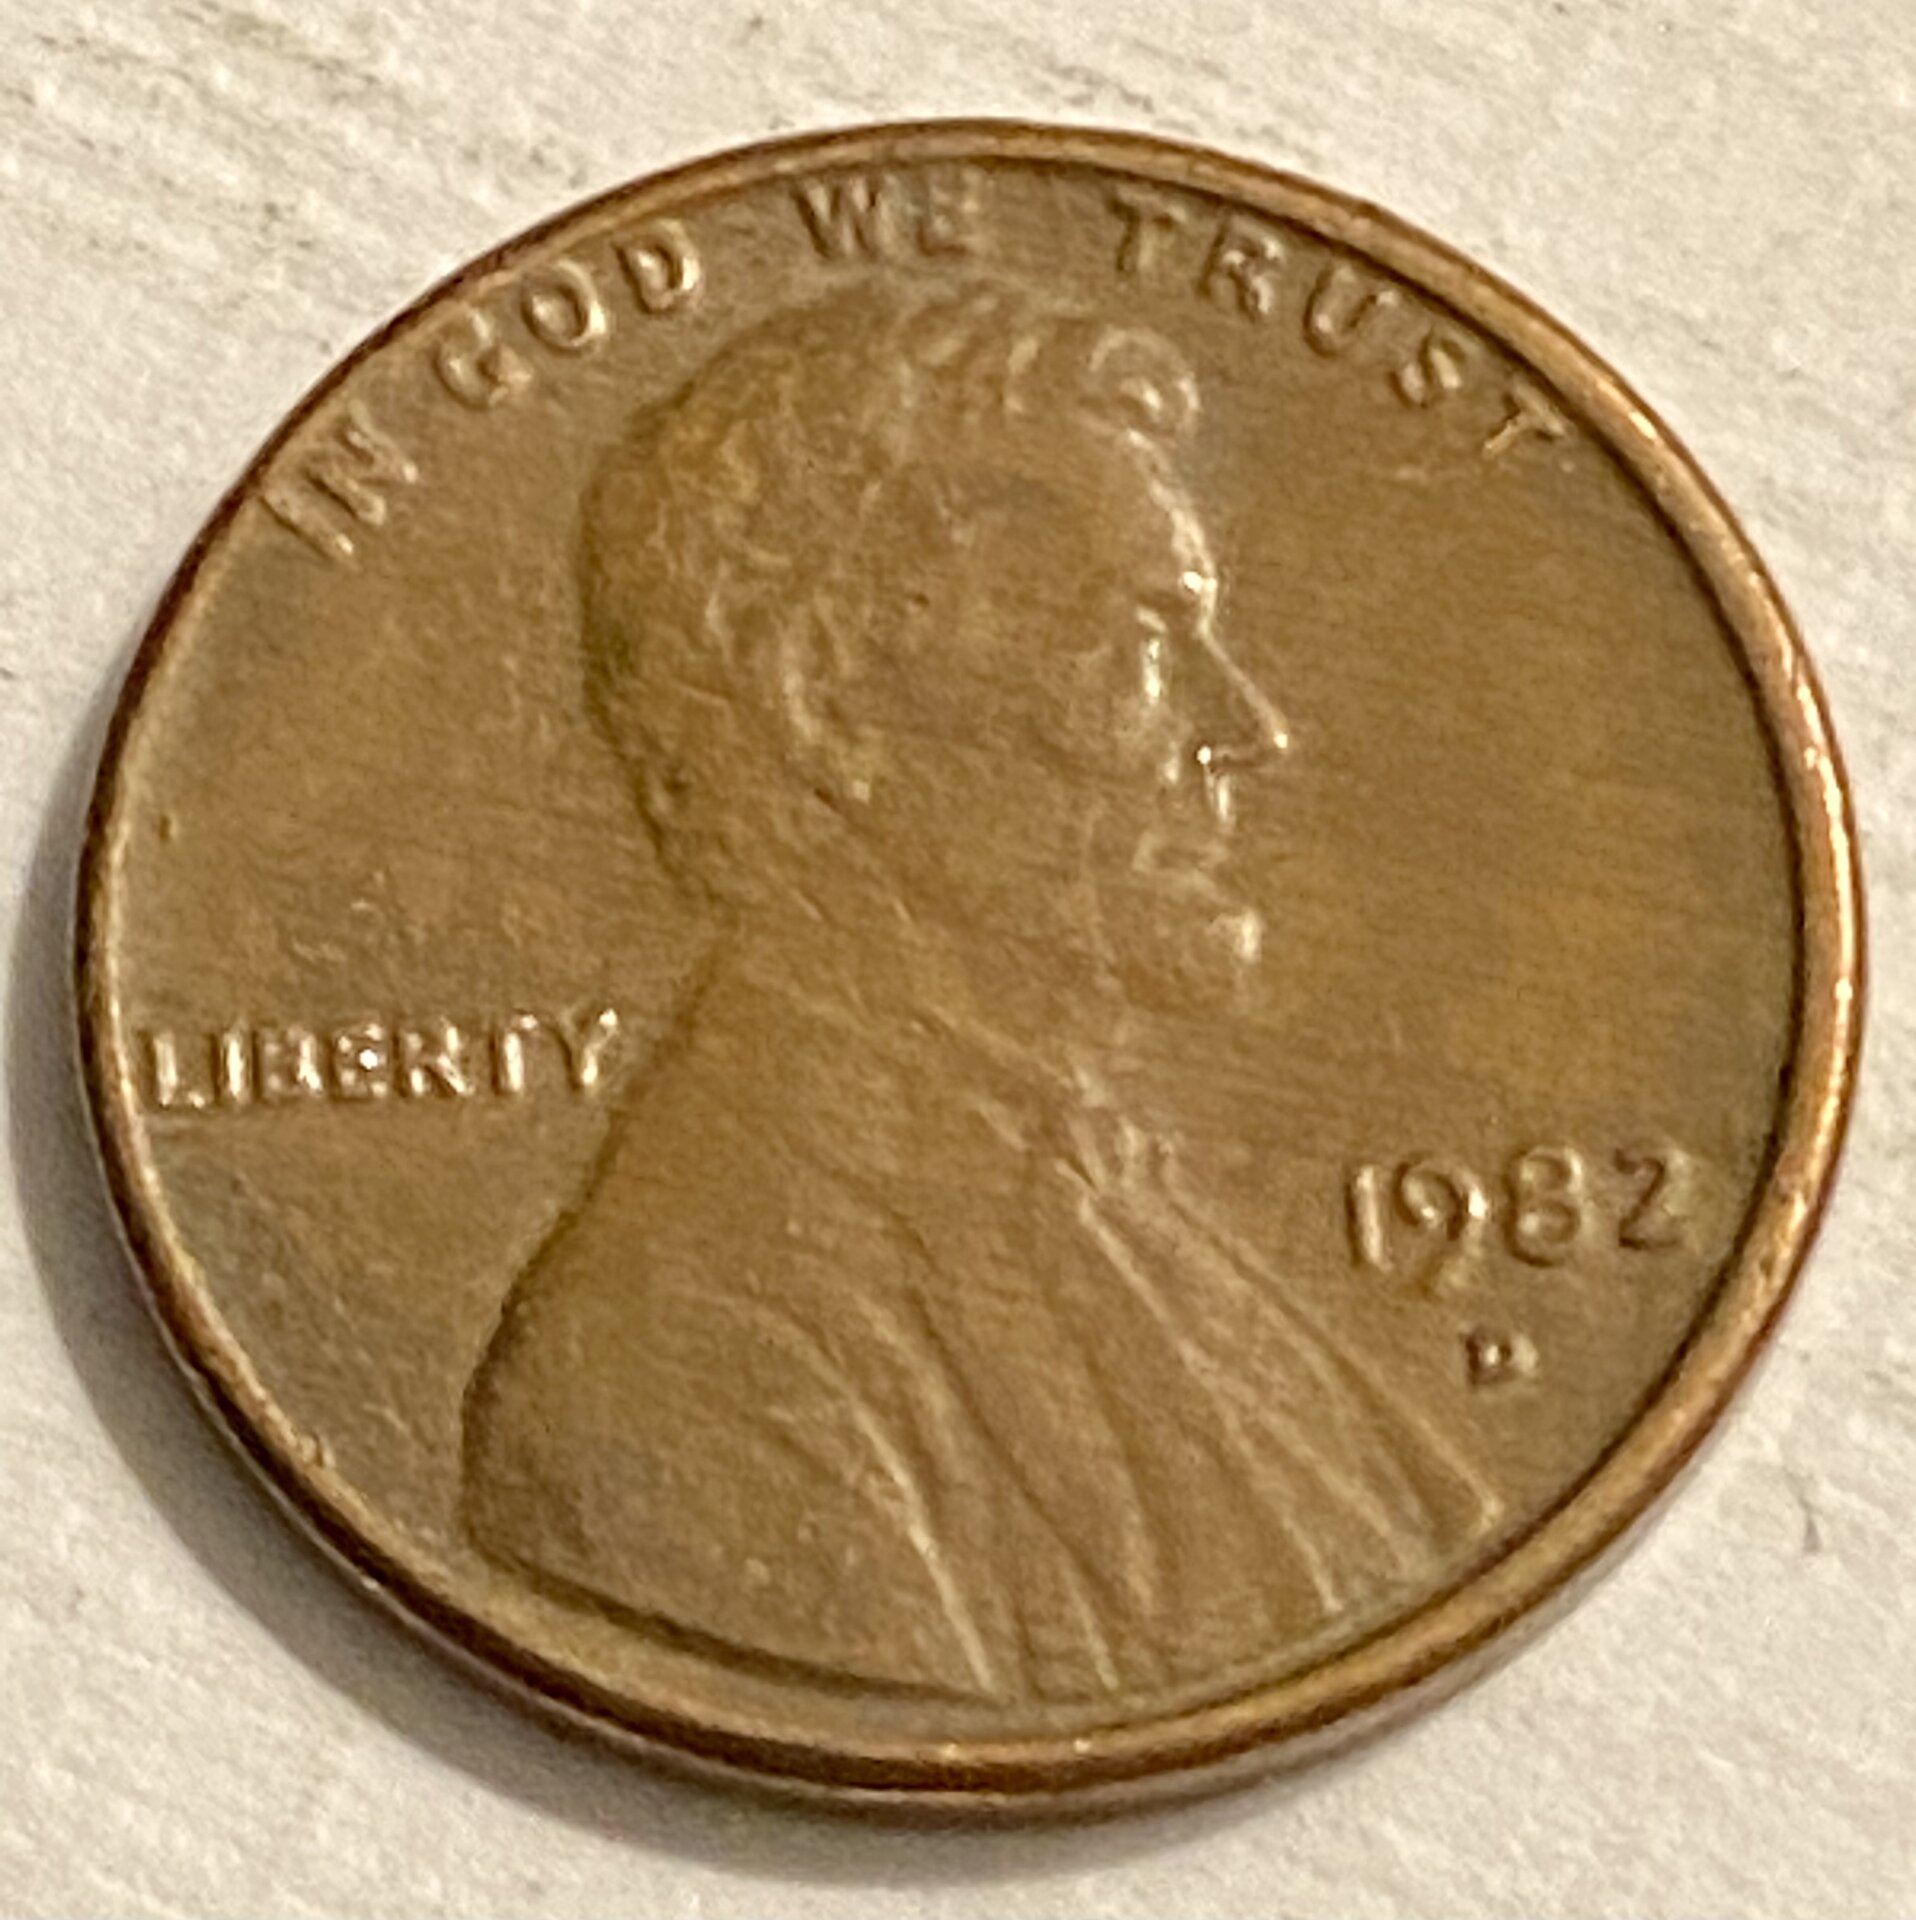 IN GOD WE TRUST
LIBERTY
1982
D